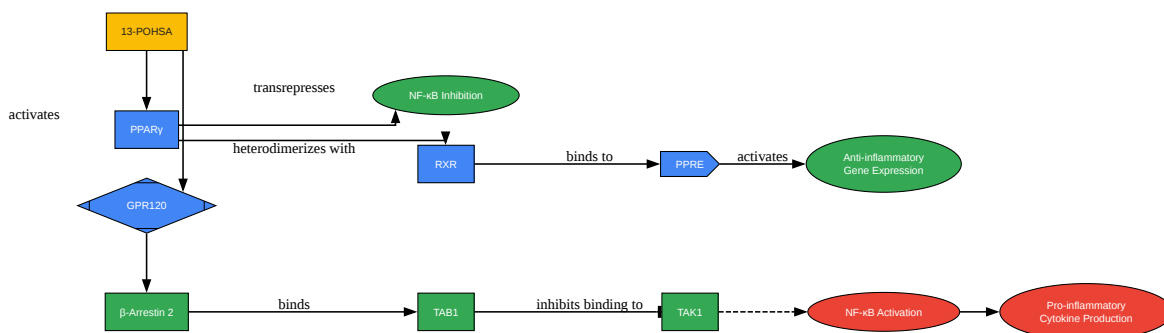 13-POHSA
transrepresses
NF-κB Inhibition
activates
PPARγ
heterodimerizes with
RXR
binds to
PPRE
activates
Anti-inflammatory
Gene Expression
GPR120
β-Arrestin 2
binds
TAB1
inhibits binding to
TAK1
NF-κB Activation
Pro-inflammatory
Cytokine Production